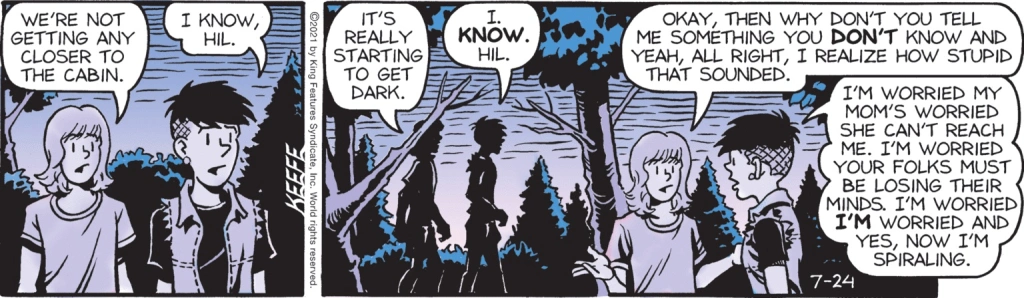 WE'RE NOT
GETTING ANY
CLOSER TO
THE CABIN.
I KNOW,
HIL.
KEEFE
©2021 by King Features Syndicate, Inc. World rights reserved.
IT'S
REALLY
STARTING
TO GET
DARK.
I.
KNOW.
HIL.
OKAY, THEN WHY DON'T YOU TELL
ME SOMETHING YOU DON'T KNOW AND
YEAH, ALL RIGHT, I REALIZE HOW STUPID
THAT SOUNDED.
I'M WORRIED MY
MOM'S WORRIED
SHE CAN'T REACH
ME. I'M WORRIED
YOUR FOLKS MUST
BE LOSING THEIR
MINDS. I'M WORRIED
I'M WORRIED AND
YES, NOW I'M
SPIRALING.
7-24